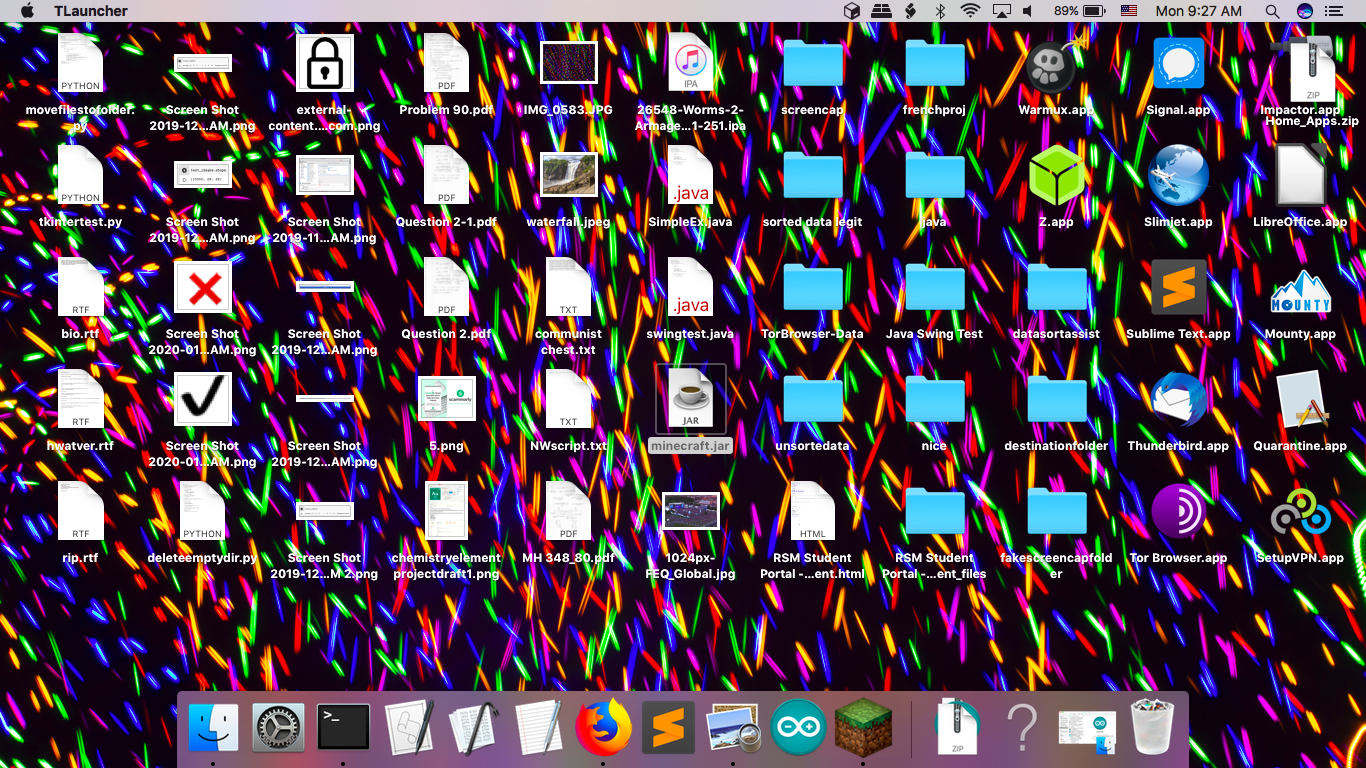 TLauncher
89%
Mon 9:27 AM
PYTHON
PDF
IPA
ZIP
movefilestofolder.
py
Screen Shot
2019-12...AM.png
external-
content....com.png
Problem 90.pdf
IMG_0583.JPG
26548-Worms-2-
Armage...1-251.ipa
screencap
frenchproj
Warmux.app
Signal.app
Impactor.app
Home_Apps.zip
PYTHON
test_images.shape
(10000, 28, 28)
PDF
.java
tkintertest.py
Screen Shot
2019-12...AM.png
Screen Shot
2019-11...AM.png
Question 2-1.pdf
waterfall.jpeg
SimpleEx.java
sorted data legit
java
Z.app
Slimjet.app
LibreOffice.app
RTF
PDF
TXT
.java
MOUNTY
bio.rtf
Screen Shot
2020-01...AM.png
Screen Shot
2019-12...AM.png
Question 2.pdf
communist
chest.txt
swingtest.java
TorBrowser-Data
Java Swing Test
datasortassist
Sublime Text.app
Mounty.app
RTF
scammarly
TXT
JAR
hwatver.rtf
Screen Shot
2020-01...AM.png
Screen Shot
2019-12...AM.png
5.png
NWscript.txt
minecraft.jar
unsortedata
nice
destinationfolder
Thunderbird.app
Quarantine.app
RTF
PYTHON
PDF
HTML
rip.rtf
deleteemptydir.py
Screen Shot
2019-12...M 2.png
chemistryelement
projectdraft1.png
MH 348_80.pdf
1024px-
FEQ_Global.jpg
RSM Student
Portal -...ent.html
RSM Student
Portal -...ent_files
fakescreencapfold
er
Tor Browser.app
SetupVPN.app
>_
ZIP
?